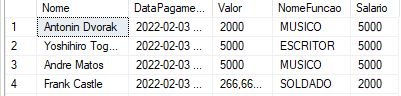 Nome DataPagame... Valor NomeFuncao Salario
1 Antonin Dvorak 2022-02-03 ... 2000 MUSICO 5000
2 Yoshihiro Tog... 2022-02-03 ... 5000 ESCRITOR 5000
3 Andre Matos 2022-02-03 ... 5000 MUSICO 5000
4 Frank Castle 2022-02-03 ... 266,66... SOLDADO 2000